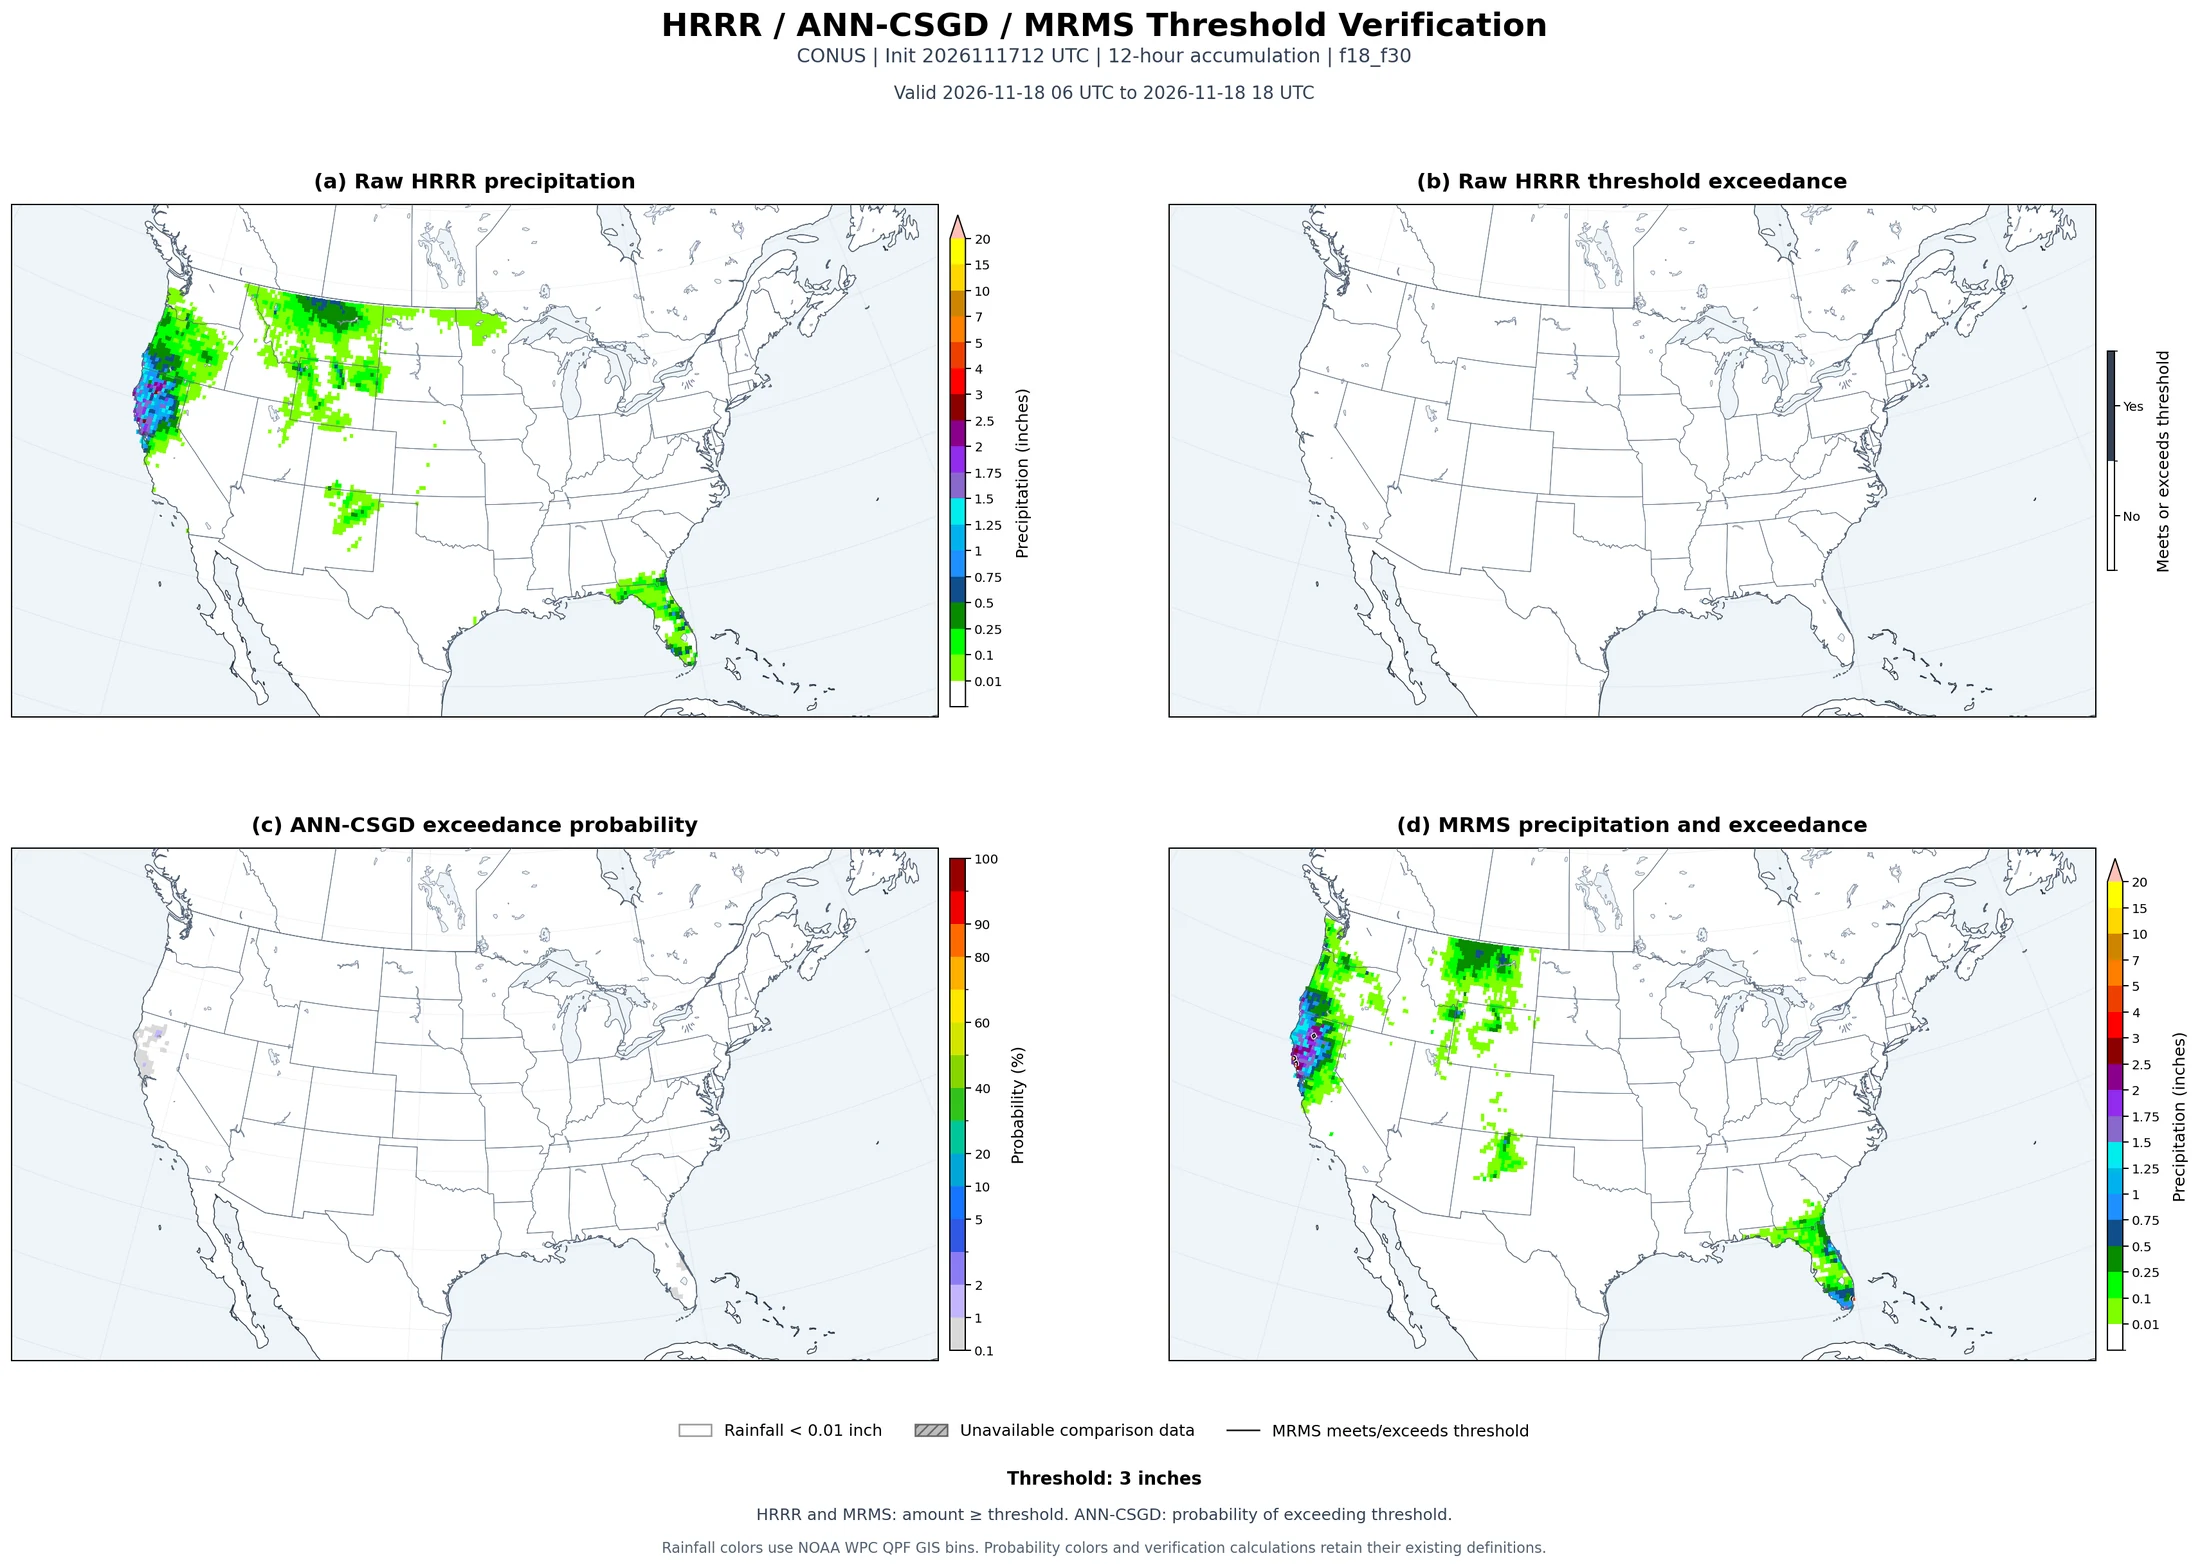 HRRR / ANN-CSGD / MRMS Threshold Verification
CONUS | Init 2026111712 UTC | 12-hour accumulation | f18_f30
Valid 2026-11-18 06 UTC to 2026-11-18 18 UTC
(a) Raw HRRR precipitation
20
15
10
7
5
4
3
2.5
2
1.75
1.5
1.25
1
0.75
0.5
0.25
0.1
0.01
Precipitation (inches)
(b) Raw HRRR threshold exceedance
Yes
No
Meets or exceeds threshold
(c) ANN-CSGD exceedance probability
100
90
80
60
40
20
10
5
2
1
0.1
Probability (%)
(d) MRMS precipitation and exceedance
20
15
10
7
5
4
3
2.5
2
1.75
1.5
1.25
1
0.75
0.5
0.25
0.1
0.01
Precipitation (inches)
Rainfall < 0.01 inch
Unavailable comparison data
MRMS meets/exceeds threshold
Threshold: 3 inches
HRRR and MRMS: amount ≥ threshold. ANN-CSGD: probability of exceeding threshold.
Rainfall colors use NOAA WPC QPF GIS bins. Probability colors and verification calculations retain their existing definitions.